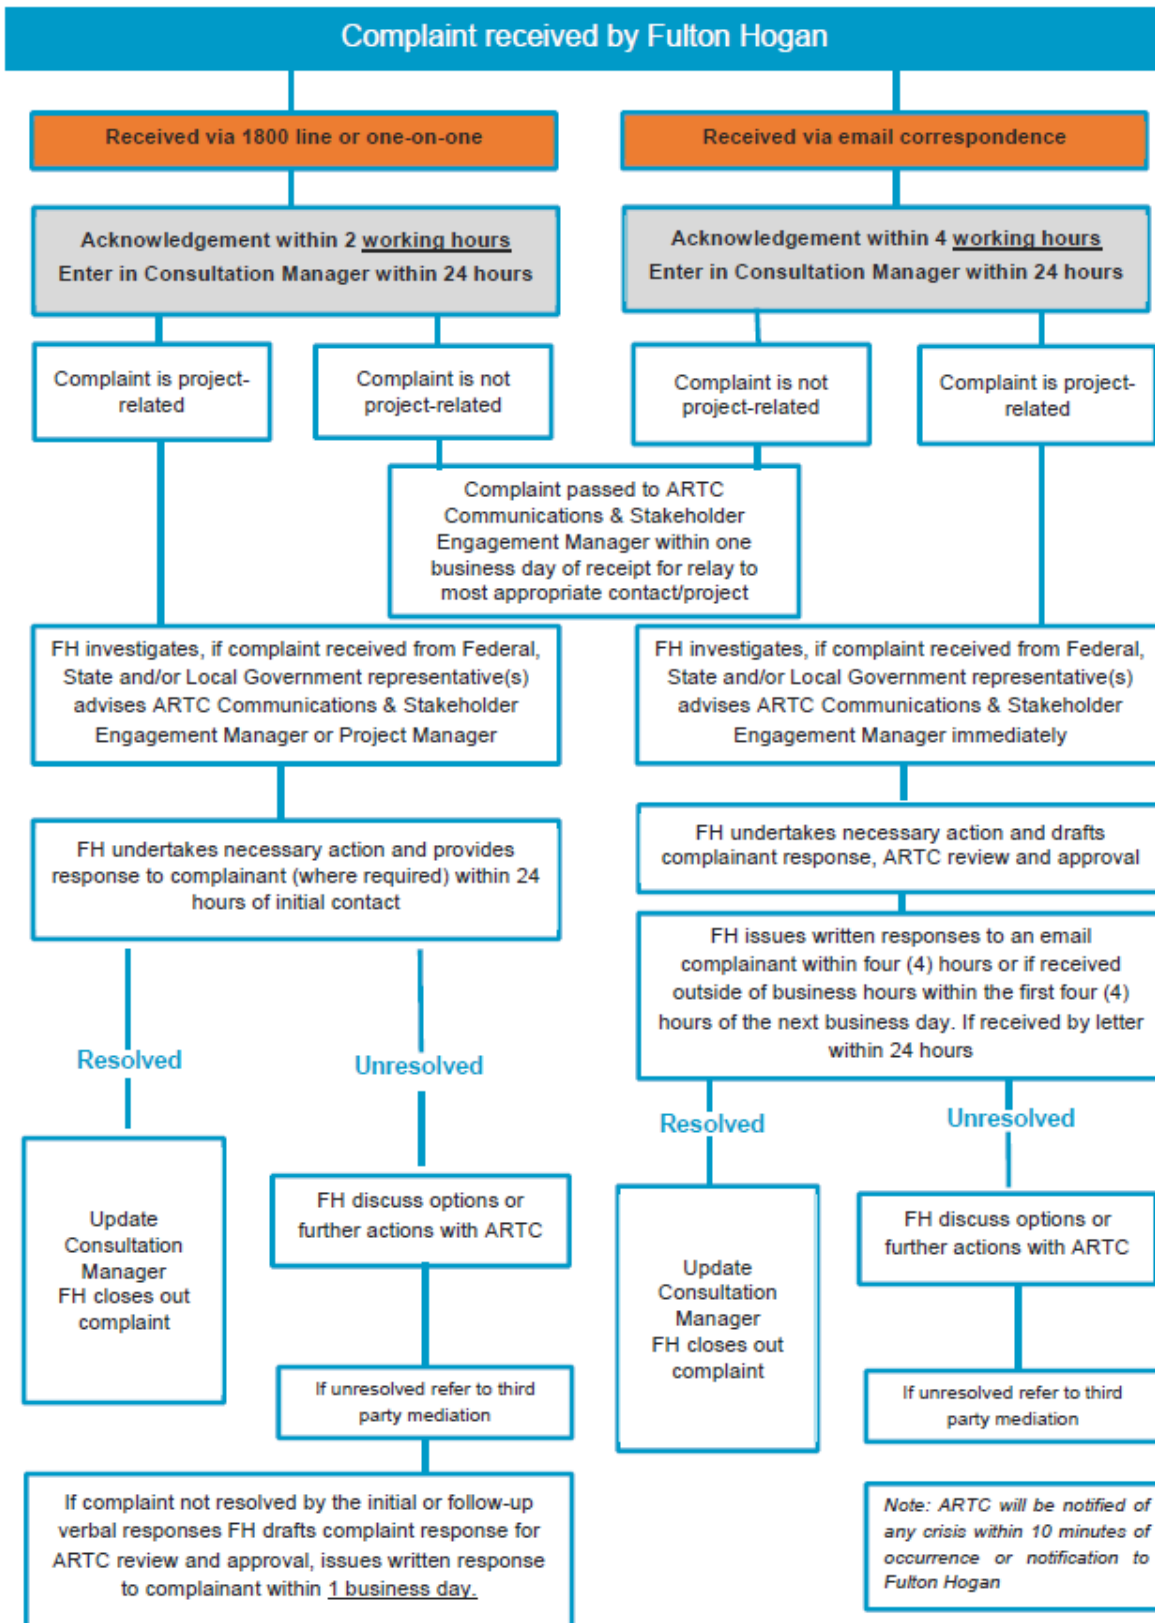 Complaint received by Fulton Hogan
Received via 1800 line or one-on-one
Received via email correspondence
Acknowledgement within 2 working hours
Enter in Consultation Manager within 24 hours
Acknowledgement within 4 working hours
Enter in Consultation Manager within 24 hours
Complaint is project-
related
Complaint is not
project-related
Complaint is not
project-related
Complaint is project-
related
Complaint passed to ARTC
Communications & Stakeholder
Engagement Manager within one
business day of receipt for relay to
most appropriate contact/project
FH investigates, if complaint received from Federal,
State and/or Local Government representative(s)
advises ARTC Communications & Stakeholder
Engagement Manager or Project Manager
FH investigates, if complaint received from Federal,
State and/or Local Government representative(s)
advises ARTC Communications & Stakeholder
Engagement Manager immediately
FH undertakes necessary action and provides
response to complainant (where required) within 24
hours of initial contact
FH undertakes necessary action and drafts
complainant response, ARTC review and approval
FH issues written responses to an email
complainant within four (4) hours or if received
outside of business hours within the first four (4)
hours of the next business day. If received by letter
within 24 hours
Resolved
Unresolved
Resolved
Unresolved
Update
Consultation
Manager
FH closes out
complaint
FH discuss options or
further actions with ARTC
Update
Consultation
Manager
FH closes out
complaint
FH discuss options or
further actions with ARTC
If unresolved refer to third
party mediation
If unresolved refer to third
party mediation
If complaint not resolved by the initial or follow-up
verbal responses FH drafts complaint response for
ARTC review and approval, issues written response
to complainant within 1 business day.
Note: ARTC will be notified of
any crisis within 10 minutes of
occurrence or notification to
Fulton Hogan